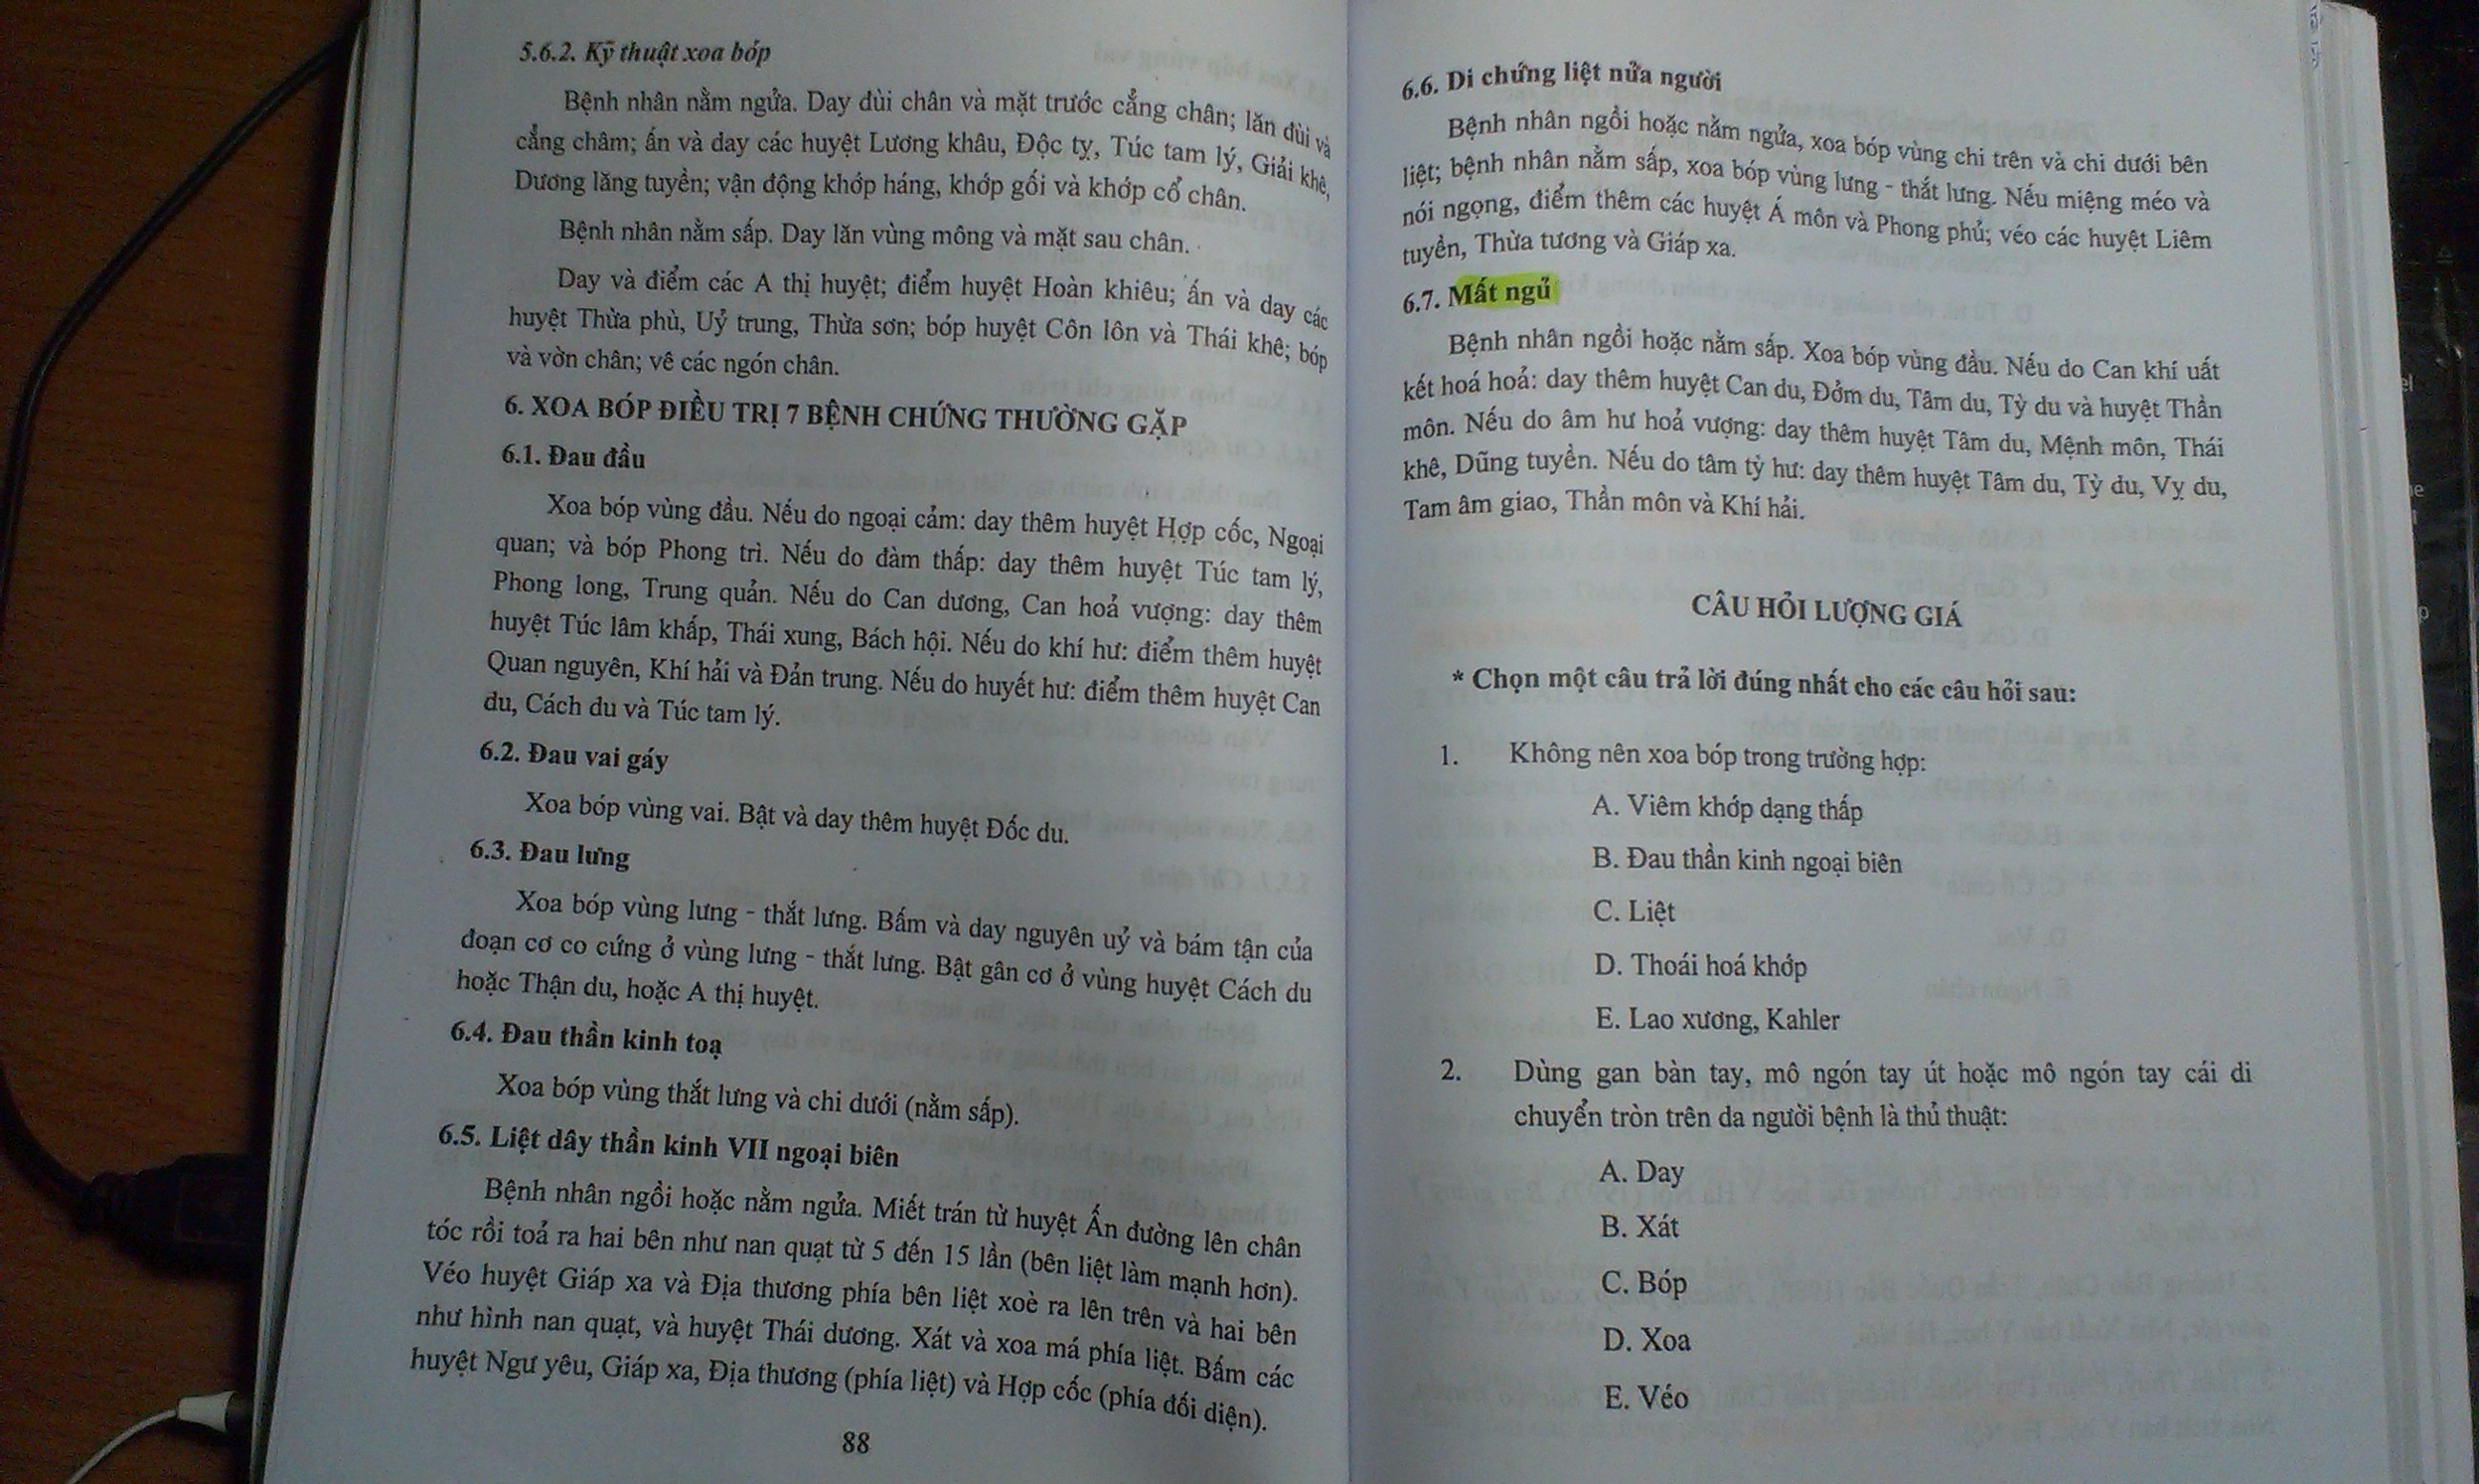 5.6.2. Kỹ thuật xoa bóp
Bệnh nhân nằm ngửa. Day đùi chân và mặt trước cẳng chân; lăn đùi và
cẳng châm; ấn và day các huyệt Lương khâu, Độc tỵ, Túc tam lý, Giải khê,
Dương lăng tuyền; vận động khớp háng, khớp gối và khớp cổ chân.
Bệnh nhân nằm sấp. Day lăn vùng mông và mặt sau chân.
Day và điểm các A thị huyệt; điểm huyệt Hoàn khiêu; ấn và day các
huyệt Thừa phù, Uỷ trung, Thừa sơn; bóp huyệt Côn lôn và Thái khê; bóp
và vờn chân; vê các ngón chân.
6. XOA BÓP ĐIỀU TRỊ 7 BỆNH CHỨNG THƯỜNG GẶP
6.1. Đau đầu
Xoa bóp vùng đầu. Nếu do ngoại cảm: day thêm huyệt Hợp cốc, Ngoại
quan; và bóp Phong trì. Nếu do đàm thấp: day thêm huyệt Túc tam lý,
Phong long, Trung quản. Nếu do Can dương, Can hoả vượng: day thêm
huyệt Túc lâm khấp, Thái xung, Bách hội. Nếu do khí hư: điểm thêm huyệt
Quan nguyên, Khí hải và Đản trung. Nếu do huyết hư: điểm thêm huyệt Can
du, Cách du và Túc tam lý.
6.2. Đau vai gáy
Xoa bóp vùng vai. Bật và day thêm huyệt Đốc du.
6.3. Đau lưng
Xoa bóp vùng lưng - thắt lưng. Bấm và day nguyên uỷ và bám tận của
đoạn cơ co cứng ở vùng lưng - thắt lưng. Bật gân cơ ở vùng huyệt Cách du
hoặc Thận du, hoặc A thị huyệt.
6.4. Đau thần kinh toạ
Xoa bóp vùng thắt lưng và chi dưới (nằm sấp).
6.5. Liệt dây thần kinh VII ngoại biên
Bệnh nhân ngồi hoặc nằm ngửa. Miết trán từ huyệt Ấn đường lên chân
tóc rồi toả ra hai bên như nan quạt từ 5 đến 15 lần (bên liệt làm mạnh hơn).
Véo huyệt Giáp xa và Địa thương phía bên liệt xoè ra lên trên và hai bên
như hình nan quạt, và huyệt Thái dương. Xát và xoa má phía liệt. Bấm các
huyệt Ngư yêu, Giáp xa, Địa thương (phía liệt) và Hợp cốc (phía đối diện).
88
6.6. Di chứng liệt nửa người
Bệnh nhân ngồi hoặc nằm ngửa, xoa bóp vùng chi trên và chi dưới bên
liệt; bệnh nhân nằm sấp, xoa bóp vùng lưng - thắt lưng. Nếu miệng méo và
nói ngọng, điểm thêm các huyệt Á môn và Phong phủ; véo các huyệt Liêm
tuyền, Thừa tương và Giáp xa.
6.7. Mất ngủ
Bệnh nhân ngồi hoặc nằm sấp. Xoa bóp vùng đầu. Nếu do Can khí uất
kết hoá hoả: day thêm huyệt Can du, Đởm du, Tâm du, Tỳ du và huyệt Thần
môn. Nếu do âm hư hoả vượng: day thêm huyệt Tâm du, Mệnh môn, Thái
khê, Dũng tuyền. Nếu do tâm tỳ hư: day thêm huyệt Tâm du, Tỳ du, Vỵ du,
Tam âm giao, Thần môn và Khí hải.
CÂU HỎI LƯỢNG GIÁ
* Chọn một câu trả lời đúng nhất cho các câu hỏi sau:
1. Không nên xoa bóp trong trường hợp:
A. Viêm khớp dạng thấp
B. Đau thần kinh ngoại biên
C. Liệt
D. Thoái hoá khớp
E. Lao xương, Kahler
2. Dùng gan bàn tay, mô ngón tay út hoặc mô ngón tay cái di
chuyển tròn trên da người bệnh là thủ thuật:
A. Day
B. Xát
C. Bóp
D. Xoa
E. Véo